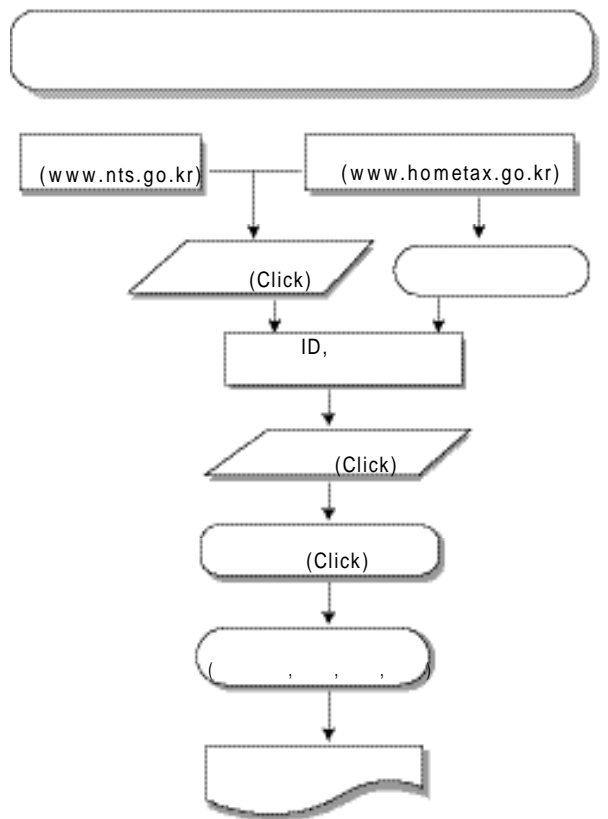 (www.nts.go.kr)
(www.hometax.go.kr)
(Click)
ID,
(Click)
(Click)
( , , , )